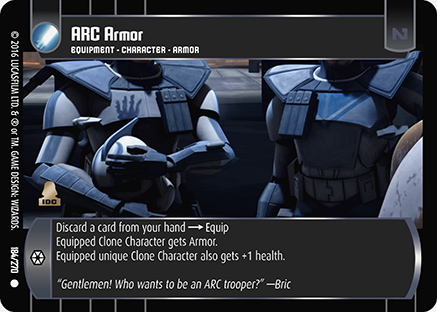 ARC Armor
EQUIPMENT • CHARACTER • ARMOR
N
© 2016 LUCASFILM LTD. & ® OR TM. GAME DESIGN: WIZARDS.
IDO
184/270
Discard a card from your hand → Equip
Equipped Clone Character gets Armor.
Equipped unique Clone Character also gets +1 health.
“Gentlemen! Who wants to be an ARC trooper?” —Bric